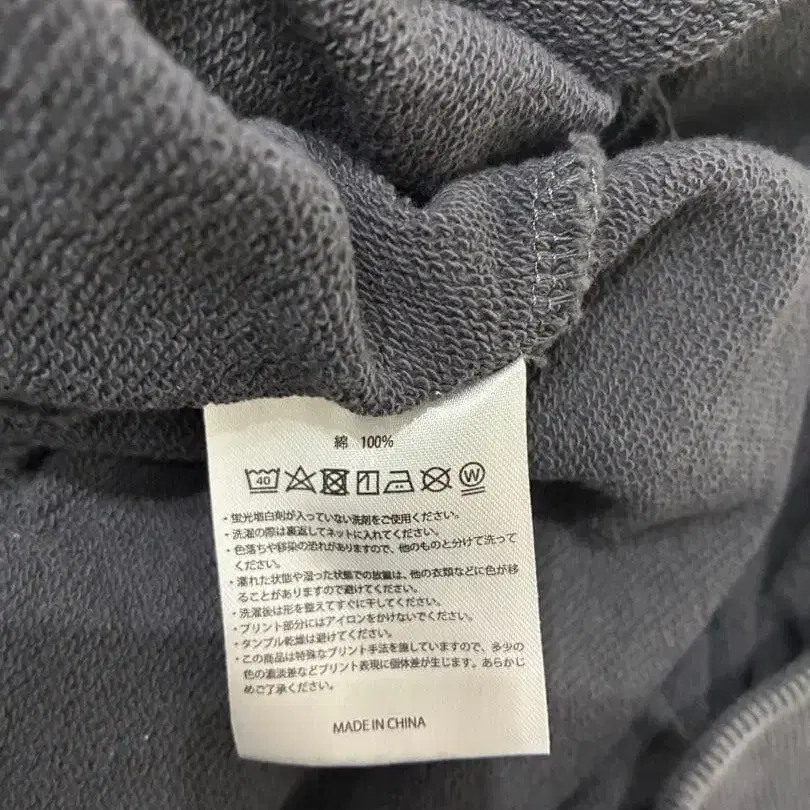 綿 100%
40 W
・蛍光増白剤が入っていない洗剤をご使用ください。
・洗濯の際は裏返してネットに入れてください。
・色落ちや移染の恐れがありますので、他のものと分けて洗って
ください。
・濡れた状態や湿った状態での放置は、他の衣類などに色が移
ることがありますので避けてください。
・洗濯後は形を整えてすぐに干してください。
・プリント部分にはアイロンをかけないでください。
・タンブル乾燥は避けてください。
・この商品は特殊なプリント手法を施していますので、多少の
色の濃淡差などプリント表現に個体差が生じます。あらかじ
めご了承ください。
MADE IN CHINA